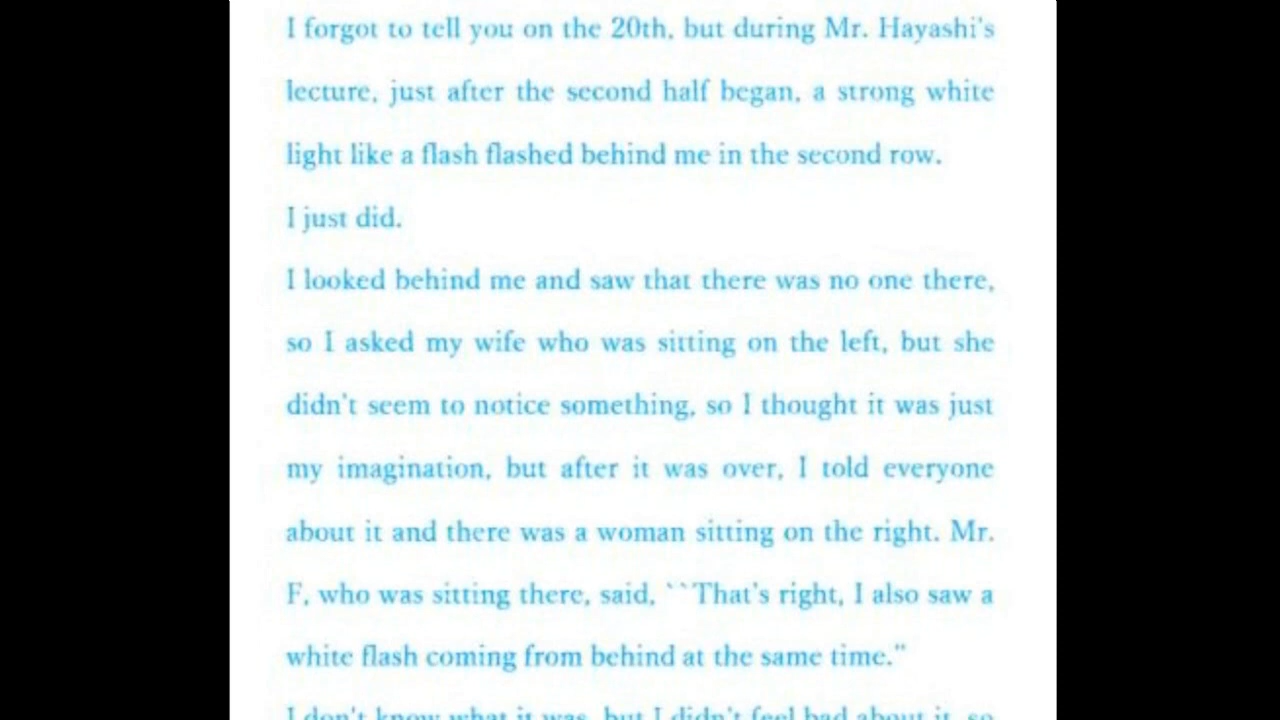 I forgot to tell you on the 20th, but during Mr. Hayashi's
lecture, just after the second half began, a strong white
light like a flash flashed behind me in the second row.
I just did.
I looked behind me and saw that there was no one there,
so I asked my wife who was sitting on the left, but she
didn't seem to notice something, so I thought it was just
my imagination, but after it was over, I told everyone
about it and there was a woman sitting on the right. Mr.
F, who was sitting there, said, ``That's right, I also saw a
white flash coming from behind at the same time.”
I don't know what it was, but I didn't feel bad about it, so